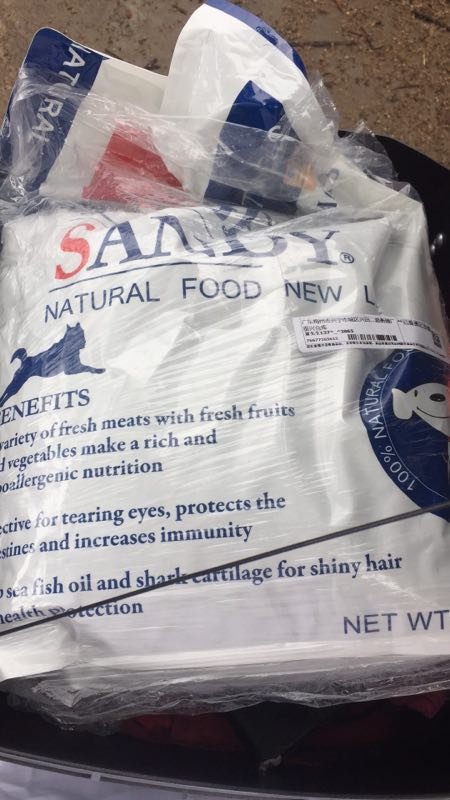 SANDY®
NATURAL FOOD NEW L
ENEFITS
variety of fresh meats with fresh fruits
d vegetables make a rich and
oallergenic nutrition
ective for tearing eyes, protects the
estines and increases immunity
sea fish oil and shark cartilage for shiny hair
health protection
NET WT
100% NATURAL FO